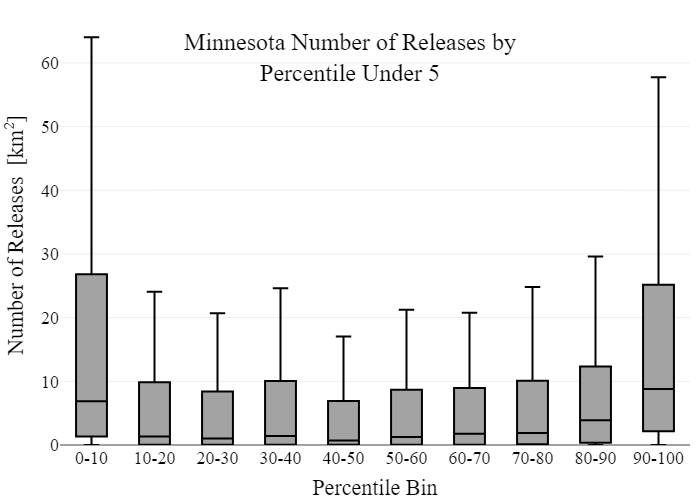 Minnesota Number of Releases by
Percentile Under 5
Number of Releases [km²]
60
50
40
30
20
10
0
0-10 10-20 20-30 30-40 40-50 50-60 60-70 70-80 80-90 90-100
Percentile Bin